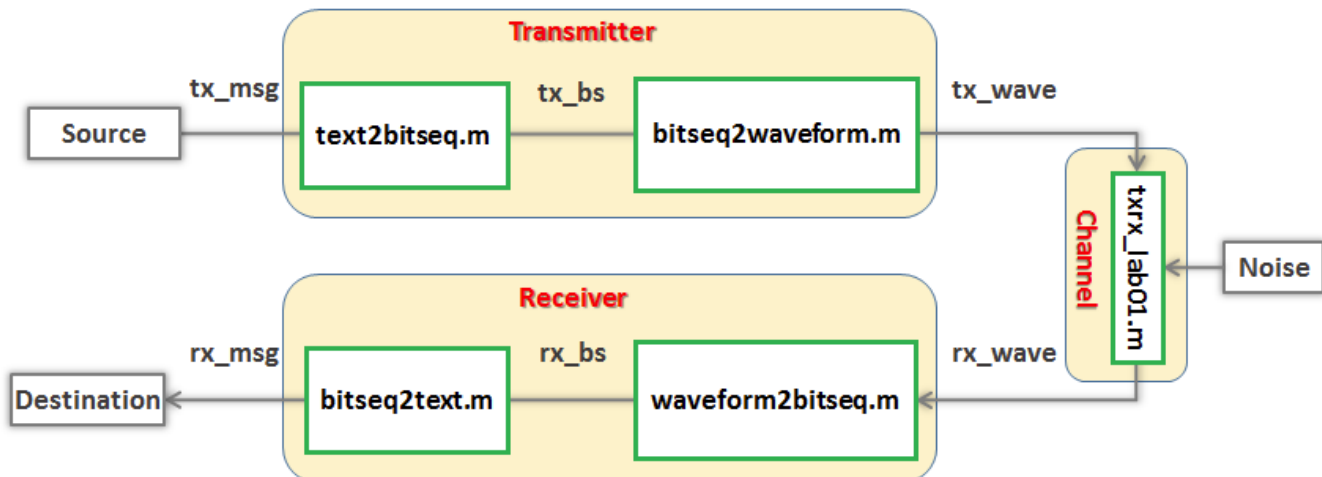 Transmitter
tx_msg
tx_bs
tx_wave
Source
text2bitseq.m
bitseq2waveform.m
Channel
txrx_lab01.m
Noise
Receiver
rx_msg
rx_bs
rx_wave
Destination
bitseq2text.m
waveform2bitseq.m